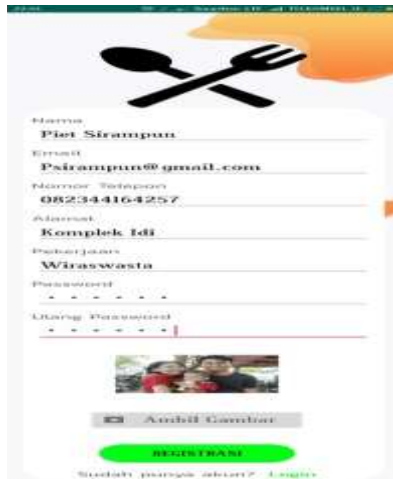 Nama
Piet Sirampun
Email
Psirampun@gmail.com
Nomor Telepon
082344164257
Alamat
Komplek Idi
Pekerjaan
Wiraswasta
Password
Ulang Password
Ambil Gambar
REGISTRASI
Sudah punya akun? Login